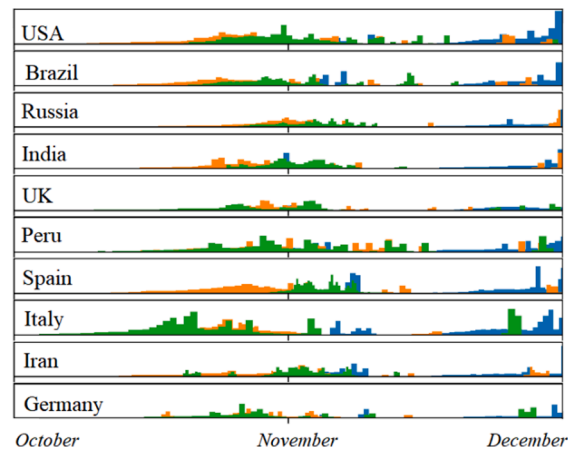 USA
Brazil
Russia
India
UK
Peru
Spain
Italy
Iran
Germany
October November December